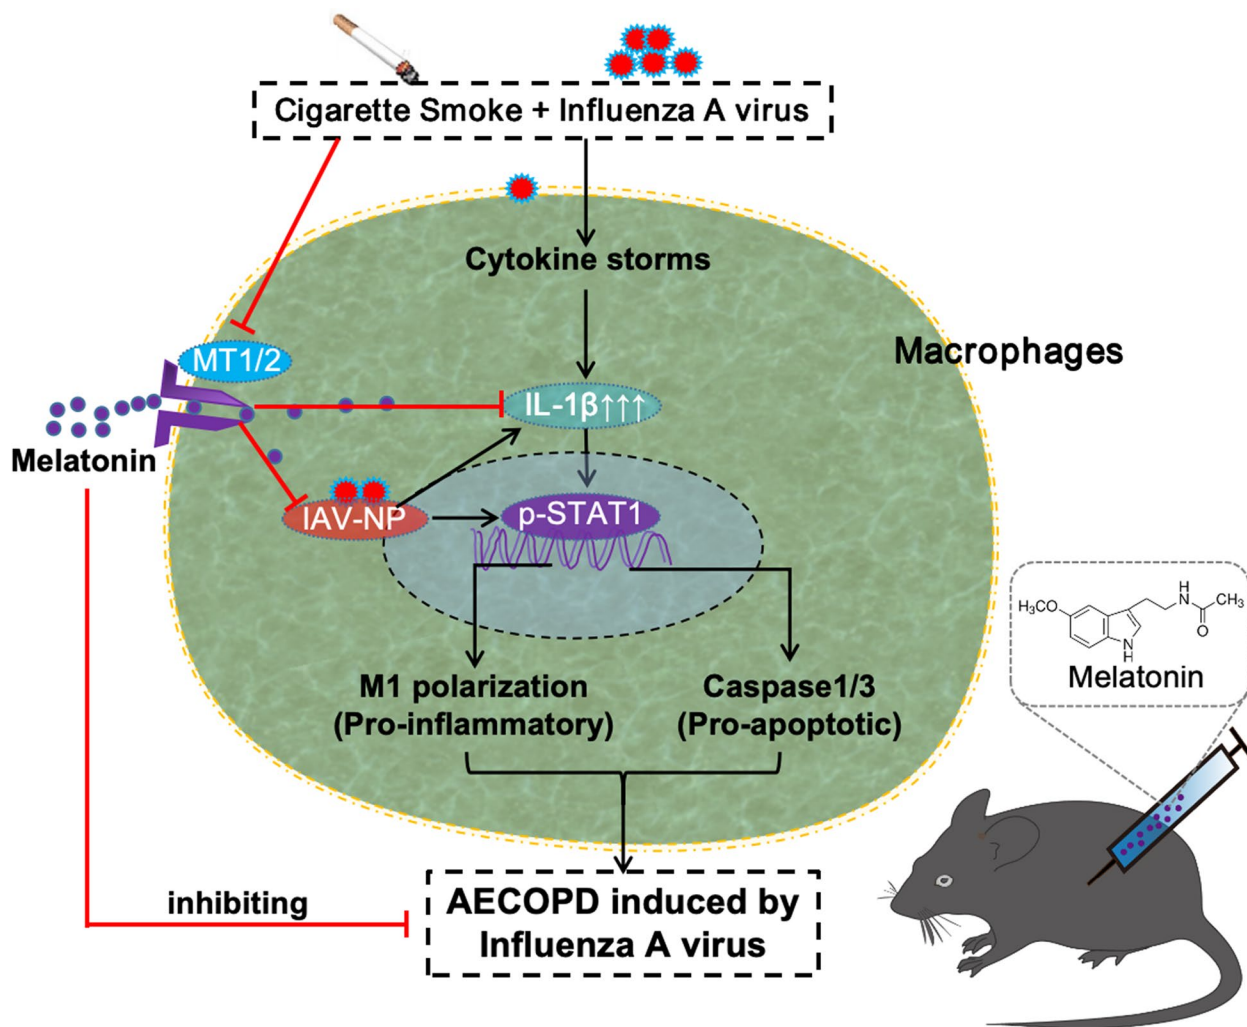 Cigarette Smoke + Influenza A virus
Cytokine storms
Macrophages
MT1/2
IL-1β↑↑↑
Melatonin
IAV-NP
p-STAT1
H₃CO
H
N
CH₃
O
N
H
Melatonin
M1 polarization
(Pro-inflammatory)
Caspase1/3
(Pro-apoptotic)
inhibiting
AECOPD induced by
Influenza A virus